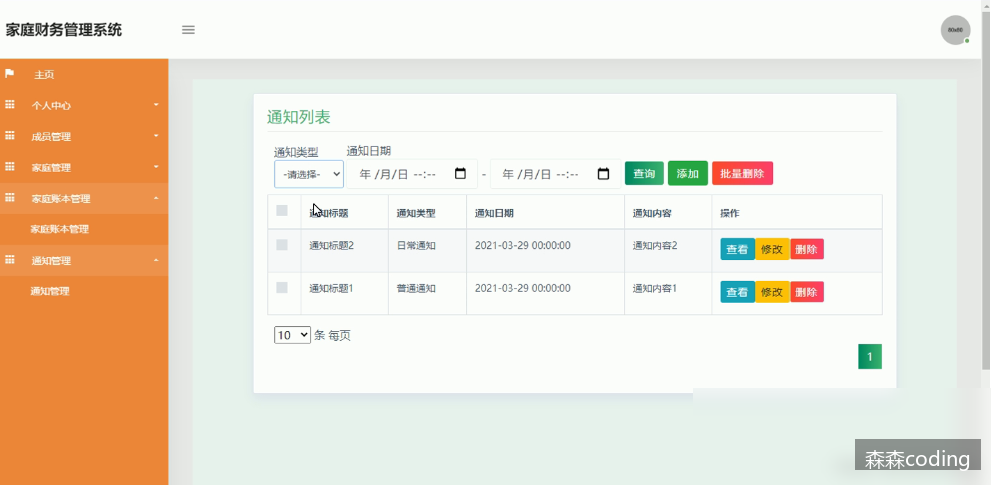 家庭财务管理系统
主页
个人中心
成员管理
家庭管理
家庭账本管理
家庭账本管理
通知管理
通知管理
通知列表
通知类型 通知日期
-请选择- 年 /月/日 --:-- - 年 /月/日 --:-- 查询 添加 批量删除
通知标题 通知类型 通知日期 通知内容 操作
通知标题2 日常通知 2021-03-29 00:00:00 通知内容2 查看 修改 删除
通知标题1 普通通知 2021-03-29 00:00:00 通知内容1 查看 修改 删除
10 条 每页
1
森森coding